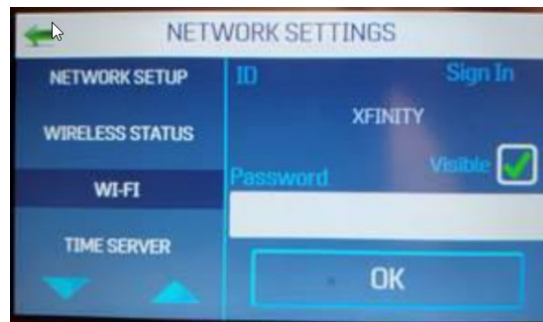 NETWORK SETTINGS
NETWORK SETUP
WIRELESS STATUS
WI-FI
TIME SERVER
ID
Sign In
XFINITY
Visible
Password
OK